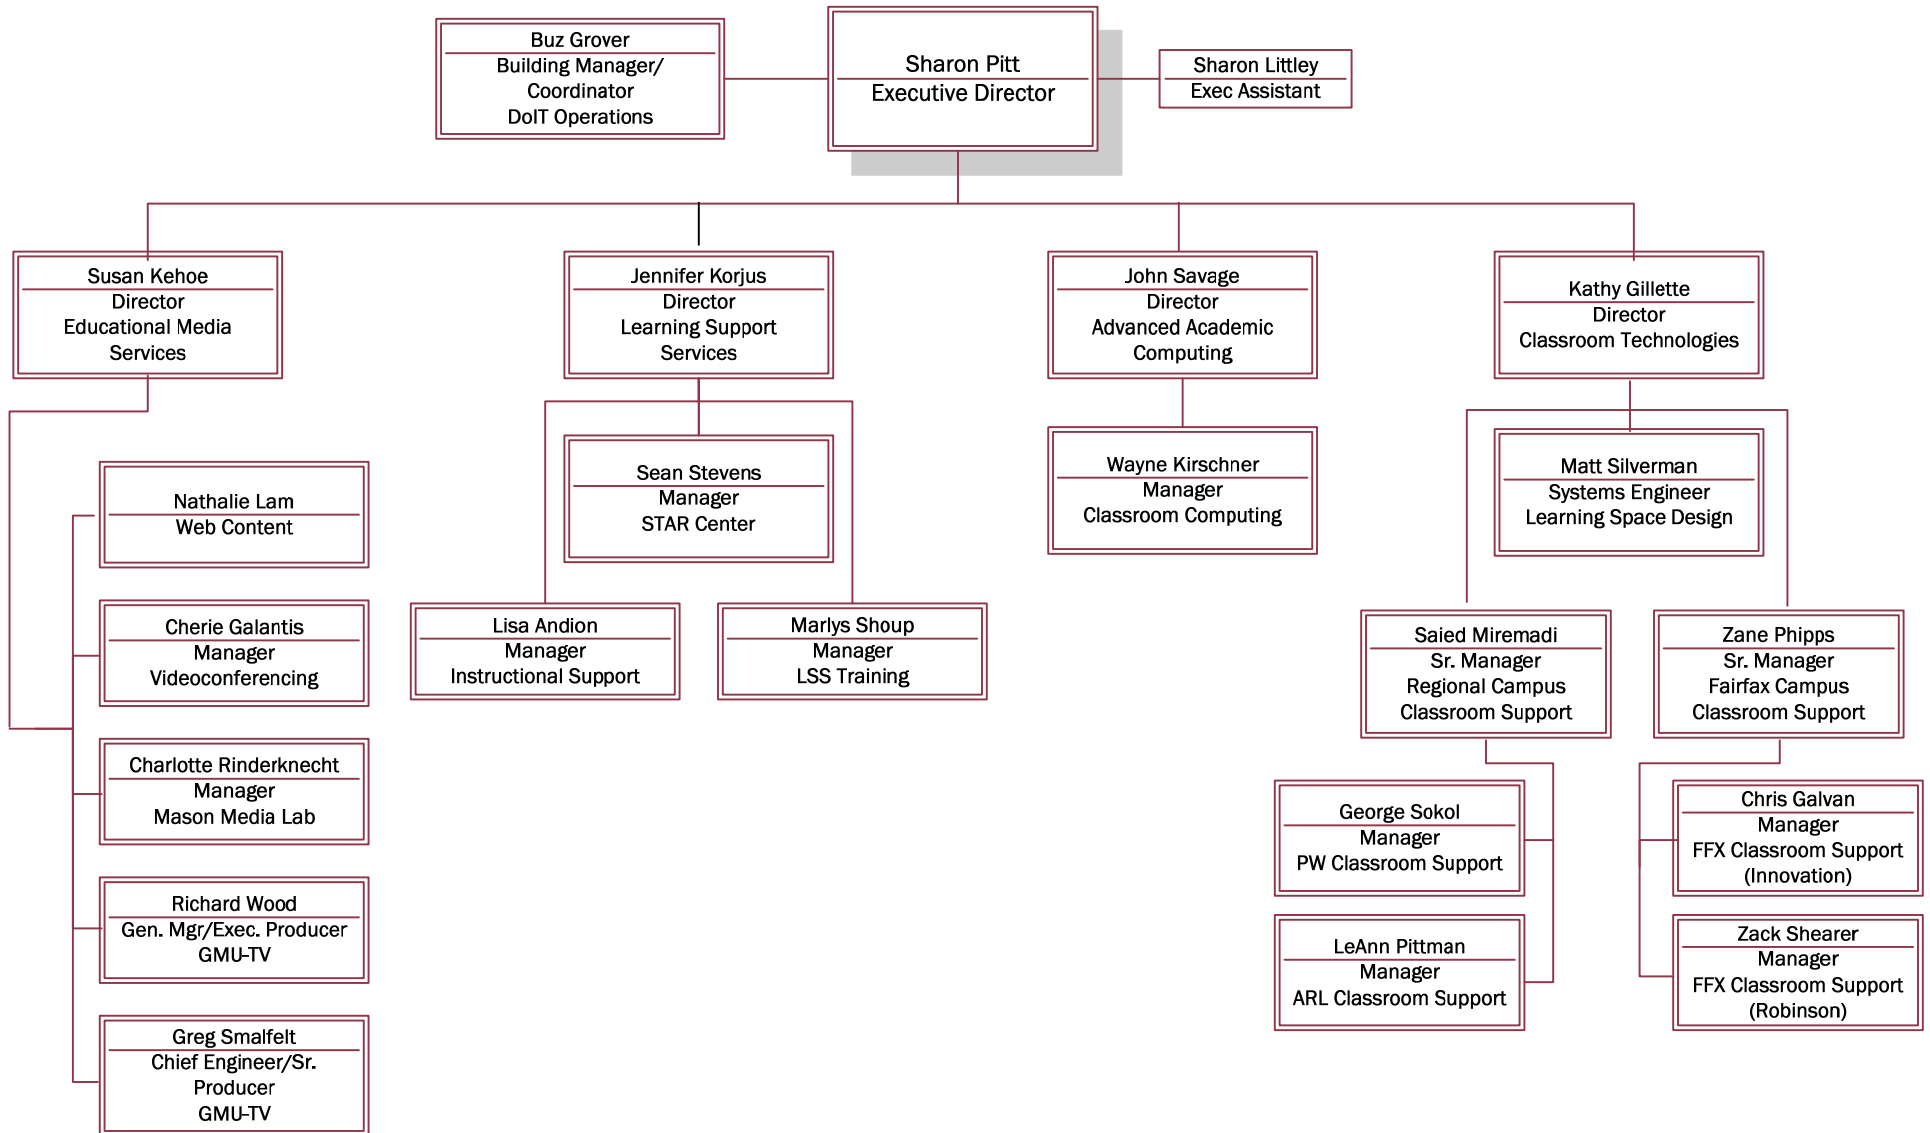 Buz Grover
Building Manager/
Coordinator
DoIT Operations
Sharon Pitt
Executive Director
Sharon Littley
Exec Assistant
Susan Kehoe
Director
Educational Media
Services
Jennifer Korjus
Director
Learning Support
Services
John Savage
Director
Advanced Academic
Computing
Kathy Gillette
Director
Classroom Technologies
Nathalie Lam
Web Content
Cherie Galantis
Manager
Videoconferencing
Charlotte Rinderknecht
Manager
Mason Media Lab
Richard Wood
Gen. Mgr/Exec. Producer
GMU-TV
Greg Smalfelt
Chief Engineer/Sr.
Producer
GMU-TV
Sean Stevens
Manager
STAR Center
Lisa Andion
Manager
Instructional Support
Marlys Shoup
Manager
LSS Training
Wayne Kirschner
Manager
Classroom Computing
Matt Silverman
Systems Engineer
Learning Space Design
Saied Miremadi
Sr. Manager
Regional Campus
Classroom Support
Zane Phipps
Sr. Manager
Fairfax Campus
Classroom Support
George Sokol
Manager
PW Classroom Support
LeAnn Pittman
Manager
ARL Classroom Support
Chris Galvan
Manager
FFX Classroom Support
(Innovation)
Zack Shearer
Manager
FFX Classroom Support
(Robinson)